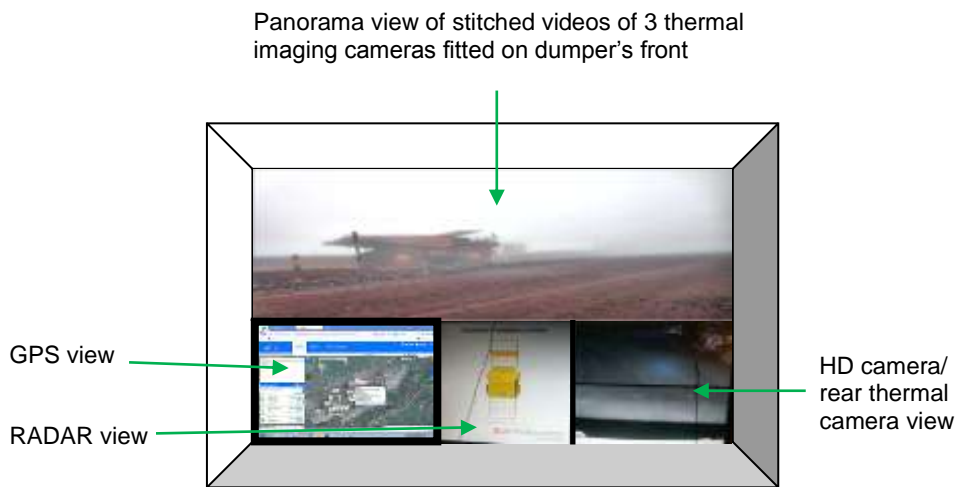 Panorama view of stitched videos of 3 thermal
imaging cameras fitted on dumper’s front
GPS view
RADAR view
HD camera/
rear thermal
camera view